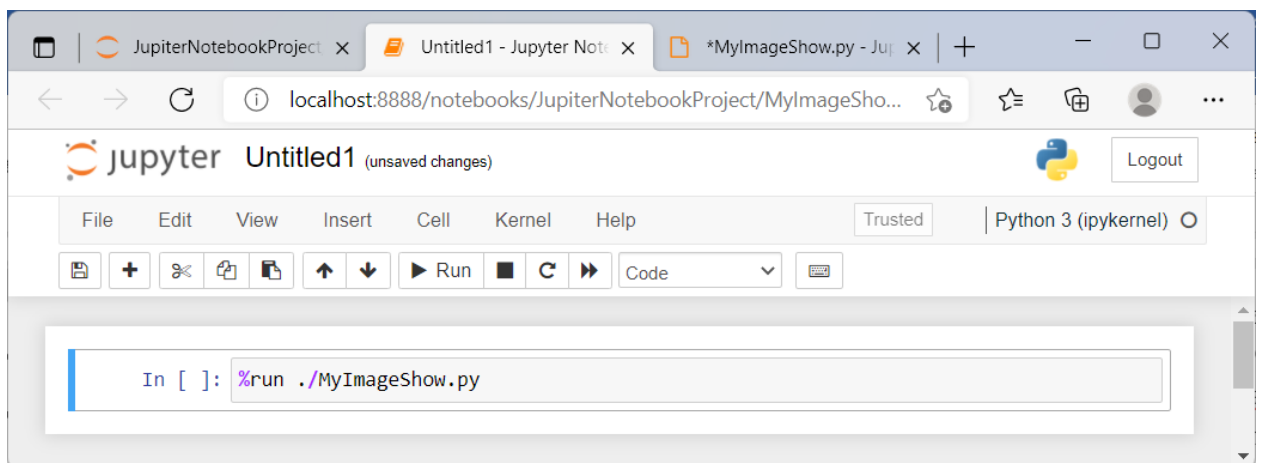 JupiterNotebookProject Untitled1 - Jupyter Note *MyImageShow.py - Jup
localhost:8888/notebooks/JupiterNotebookProject/MyImageSho...
jupyter Untitled1 (unsaved changes) Logout
File Edit View Insert Cell Kernel Help Trusted Python 3 (ipykernel)
Run Code
In [ ]: %run ./MyImageShow.py